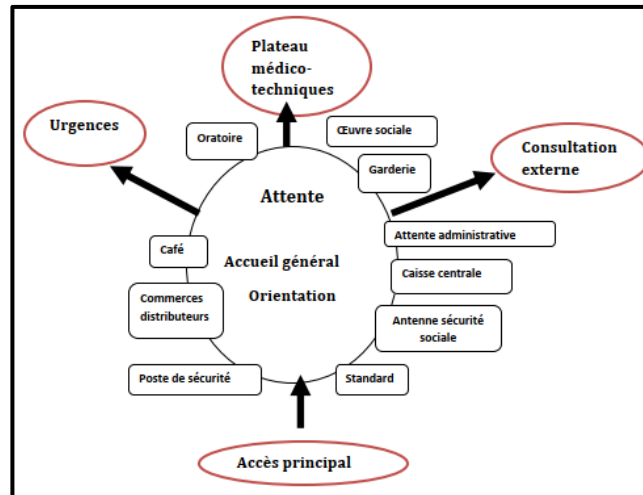 Plateau
médico-
techniques
Urgences
Oratoire
Œuvre sociale
Consultation
externe
Garderie
Attente
Attente administrative
Café
Accueil général
Caisse centrale
Orientation
Commerces
distributeurs
Antenne sécurité
sociale
Poste de sécurité
Standard
Accès principal